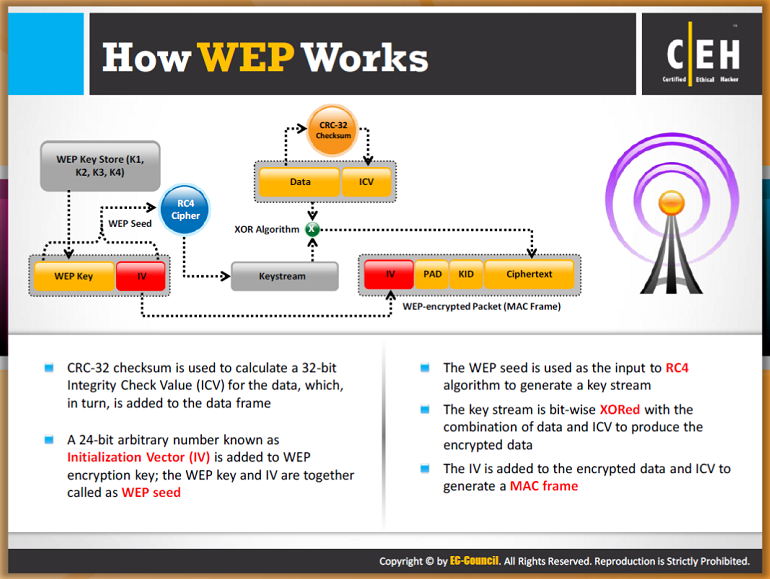 How WEP Works
™
C|EH
Certified Ethical Hacker
CRC-32
Checksum
WEP Key Store (K1,
K2, K3, K4)
Data
ICV
RC4
Cipher
WEP Seed
XOR Algorithm
X
WEP Key
IV
Keystream
IV
PAD
KID
Ciphertext
WEP-encrypted Packet (MAC Frame)
CRC-32 checksum is used to calculate a 32-bit
Integrity Check Value (ICV) for the data, which,
in turn, is added to the data frame
A 24-bit arbitrary number known as
Initialization Vector (IV) is added to WEP
encryption key; the WEP key and IV are together
called as WEP seed
The WEP seed is used as the input to RC4
algorithm to generate a key stream
The key stream is bit-wise XORed with the
combination of data and ICV to produce the
encrypted data
The IV is added to the encrypted data and ICV to
generate a MAC frame
Copyright © by EC-Council. All Rights Reserved. Reproduction is Strictly Prohibited.